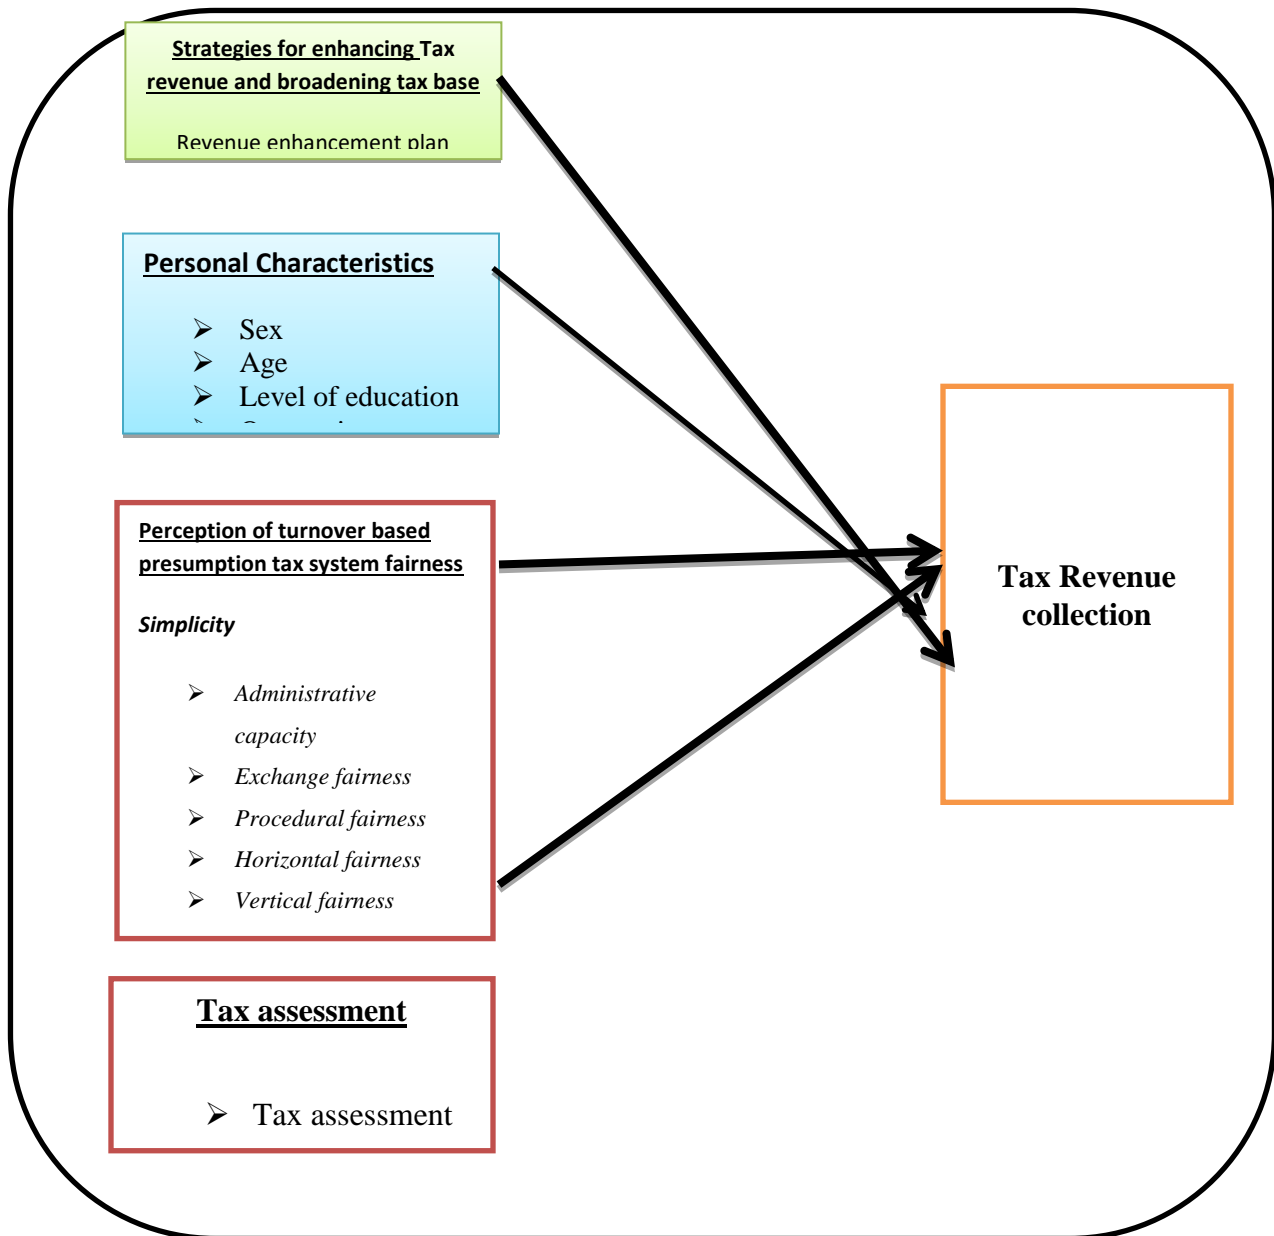 Strategies for enhancing Tax
revenue and broadening tax base
Revenue enhancement plan
Personal Characteristics
➢ Sex
➢ Age
➢ Level of education
Perception of turnover based
presumption tax system fairness
Simplicity
➢ Administrative
capacity
➢ Exchange fairness
➢ Procedural fairness
➢ Horizontal fairness
➢ Vertical fairness
Tax assessment
➢ Tax assessment
Tax Revenue
collection